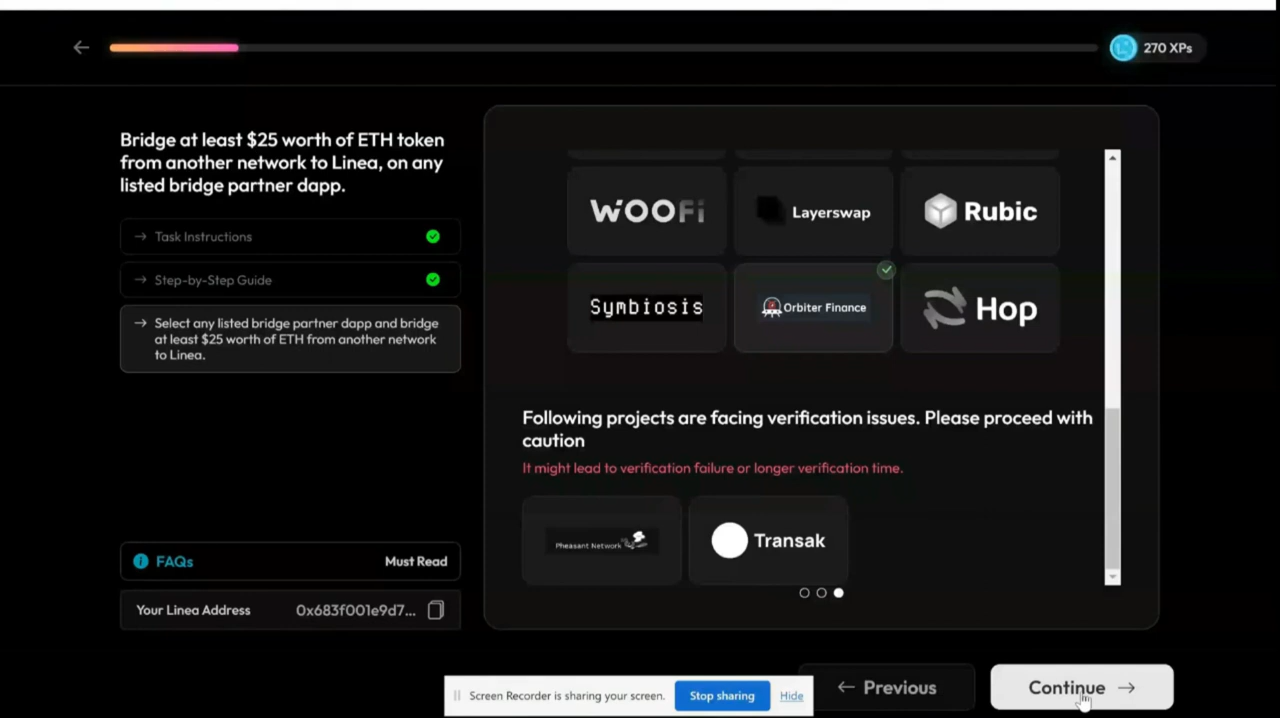 270 XPs
Bridge at least $25 worth of ETH token
from another network to Linea, on any
listed bridge partner dapp.
→ Task Instructions
→ Step-by-Step Guide
→ Select any listed bridge partner dapp and bridge
at least $25 worth of ETH from another network
to Linea.
FAQs Must Read
Your Linea Address 0x683f001e9d7...
WOOFi Layerswap Rubic
Symbiosis Orbiter Finance Hop
Following projects are facing verification issues. Please proceed with
caution
It might lead to verification failure or longer verification time.
Pheasant Network Transak
← Previous Continue →
Screen Recorder is sharing your screen. Stop sharing Hide